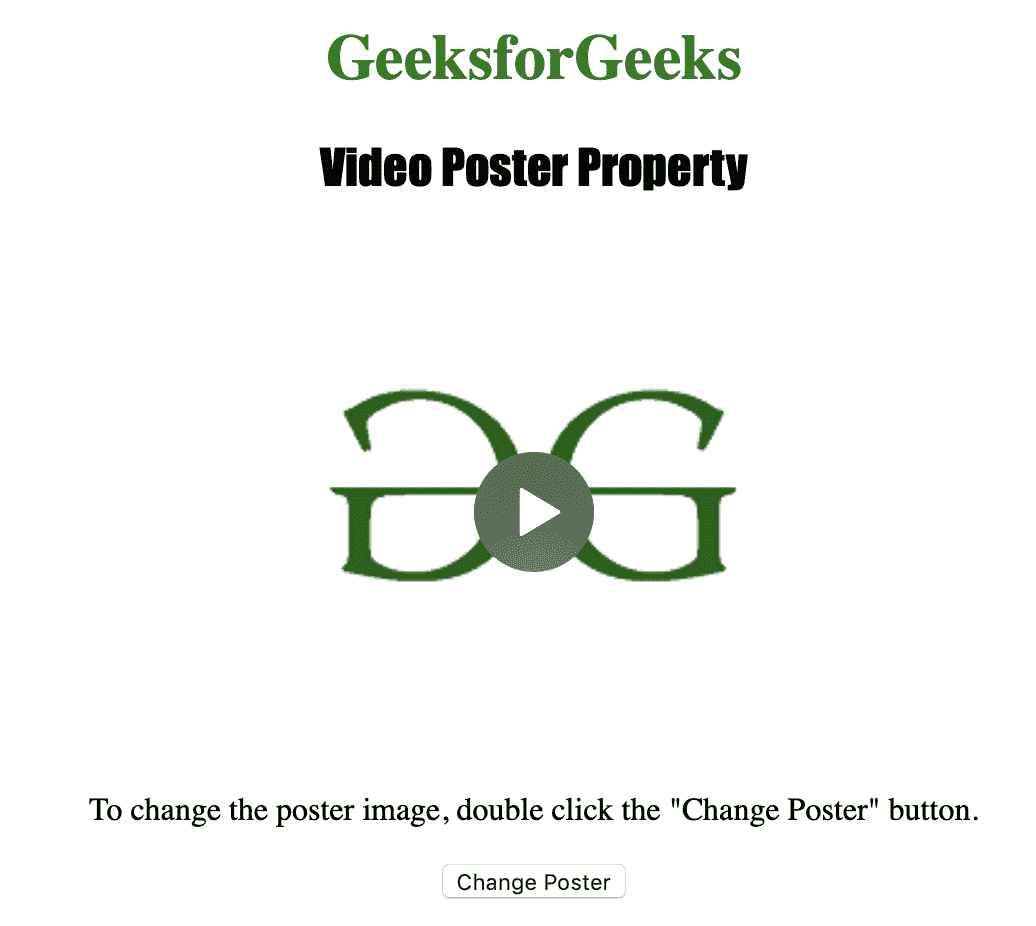 GeeksforGeeks
Video Poster Property
To change the poster image, double click the "Change Poster" button.
Change Poster